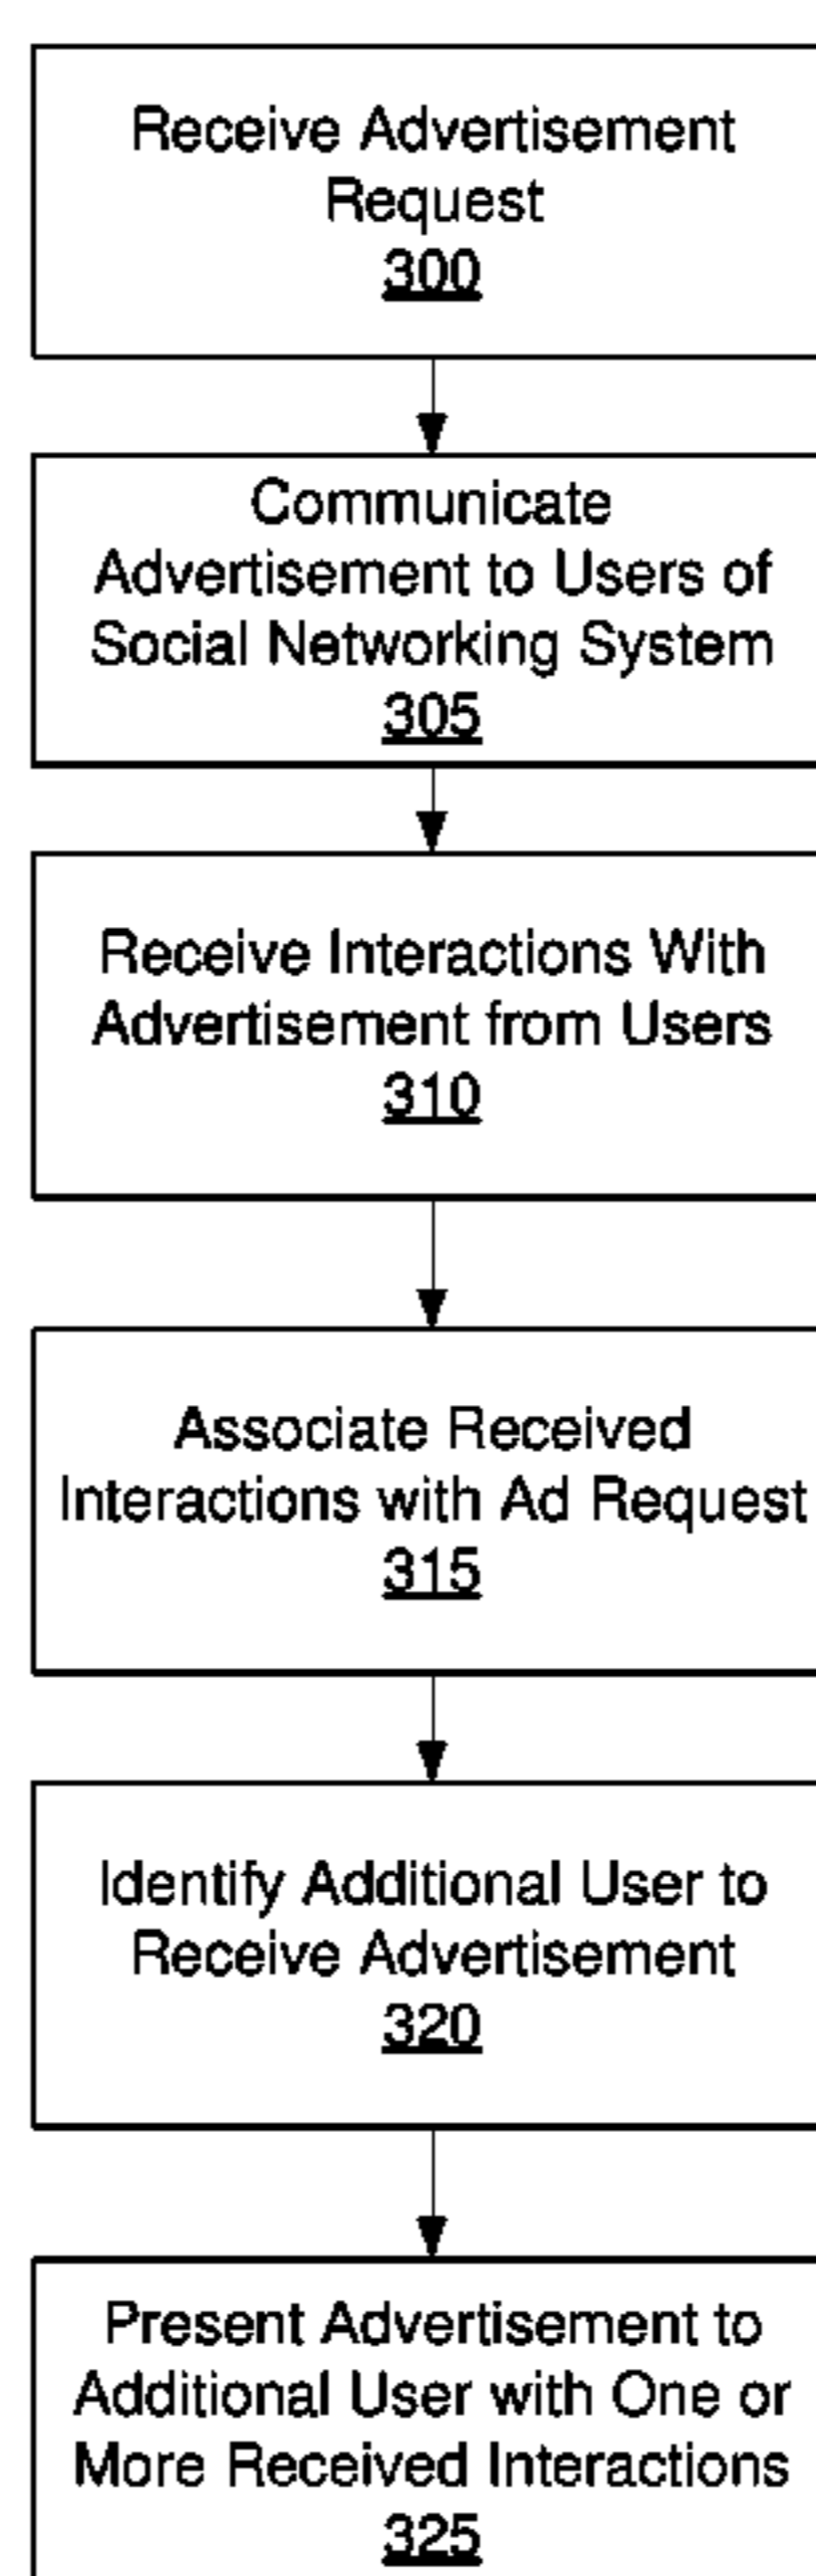 Receive Advertisement
Request
300
Communicate
Advertisement to Users of
Social Networking System
305
Receive Interactions With
Advertisement from Users
310
Associate Received
Interactions with Ad Request
315
Identify Additional User to
Receive Advertisement
320
Present Advertisement to
Additional User with One or
More Received Interactions
325